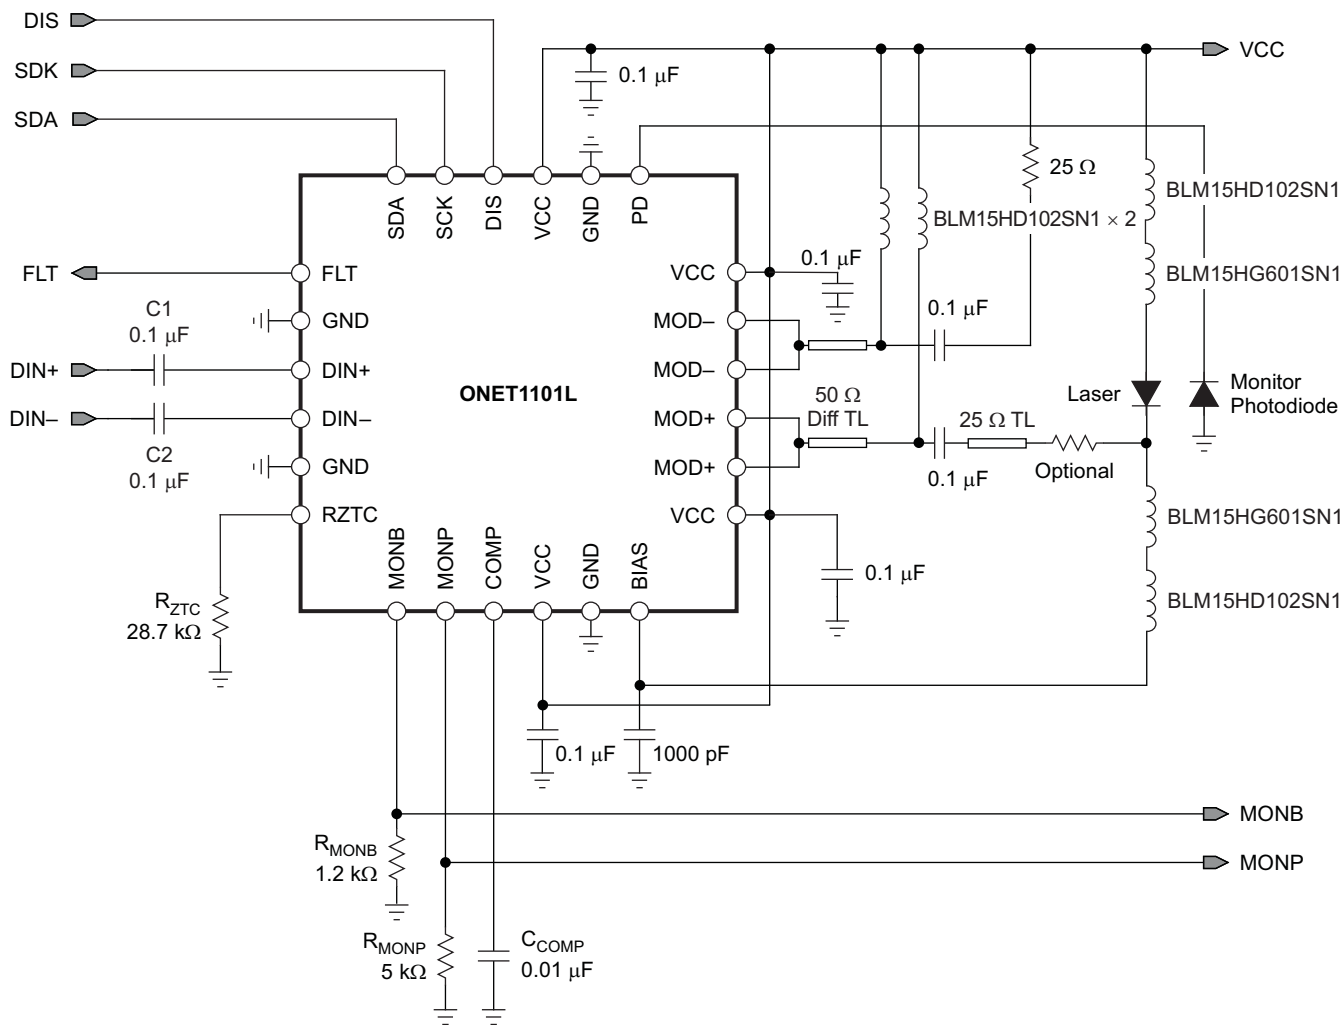 DIS
SDK
SDA
VCC
0.1 μF
25 Ω
BLM15HD102SN1
BLM15HD102SN1 × 2
BLM15HG601SN1
SDA
SCK
DIS
VCC
GND
PD
FLT
FLT
VCC
0.1 μF
C1
0.1 μF
GND
MOD–
0.1 μF
DIN+
DIN+
MOD–
ONET1101L
Laser
Monitor
Photodiode
50 Ω
Diff TL
25 Ω TL
DIN–
DIN–
MOD+
C2
0.1 μF
GND
MOD+
0.1 μF
Optional
RZTC
VCC
BLM15HG601SN1
MONB
MONP
COMP
VCC
GND
BIAS
0.1 μF
RZTC
28.7 kΩ
BLM15HD102SN1
0.1 μF
1000 pF
MONB
RMONB
1.2 kΩ
MONP
RMONP
5 kΩ
CCOMP
0.01 μF